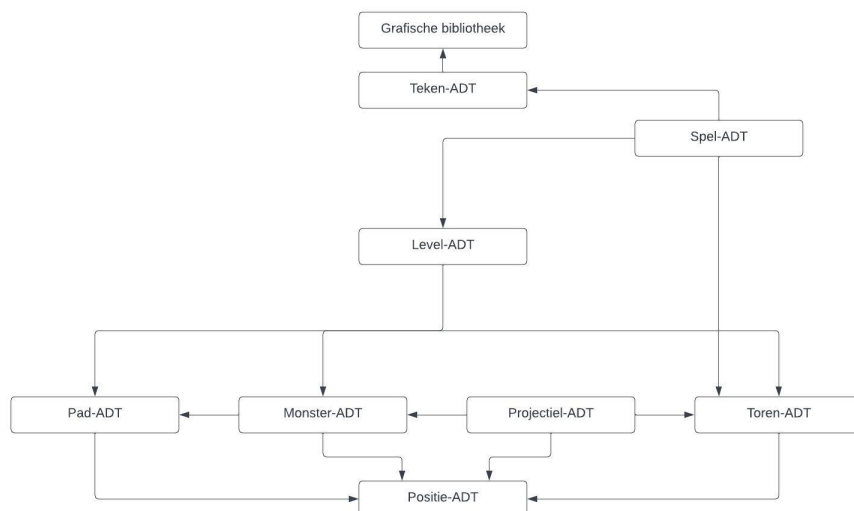 Grafische bibliotheek
Teken-ADT
Spel-ADT
Level-ADT
Pad-ADT
Monster-ADT
Projectiel-ADT
Toren-ADT
Positie-ADT